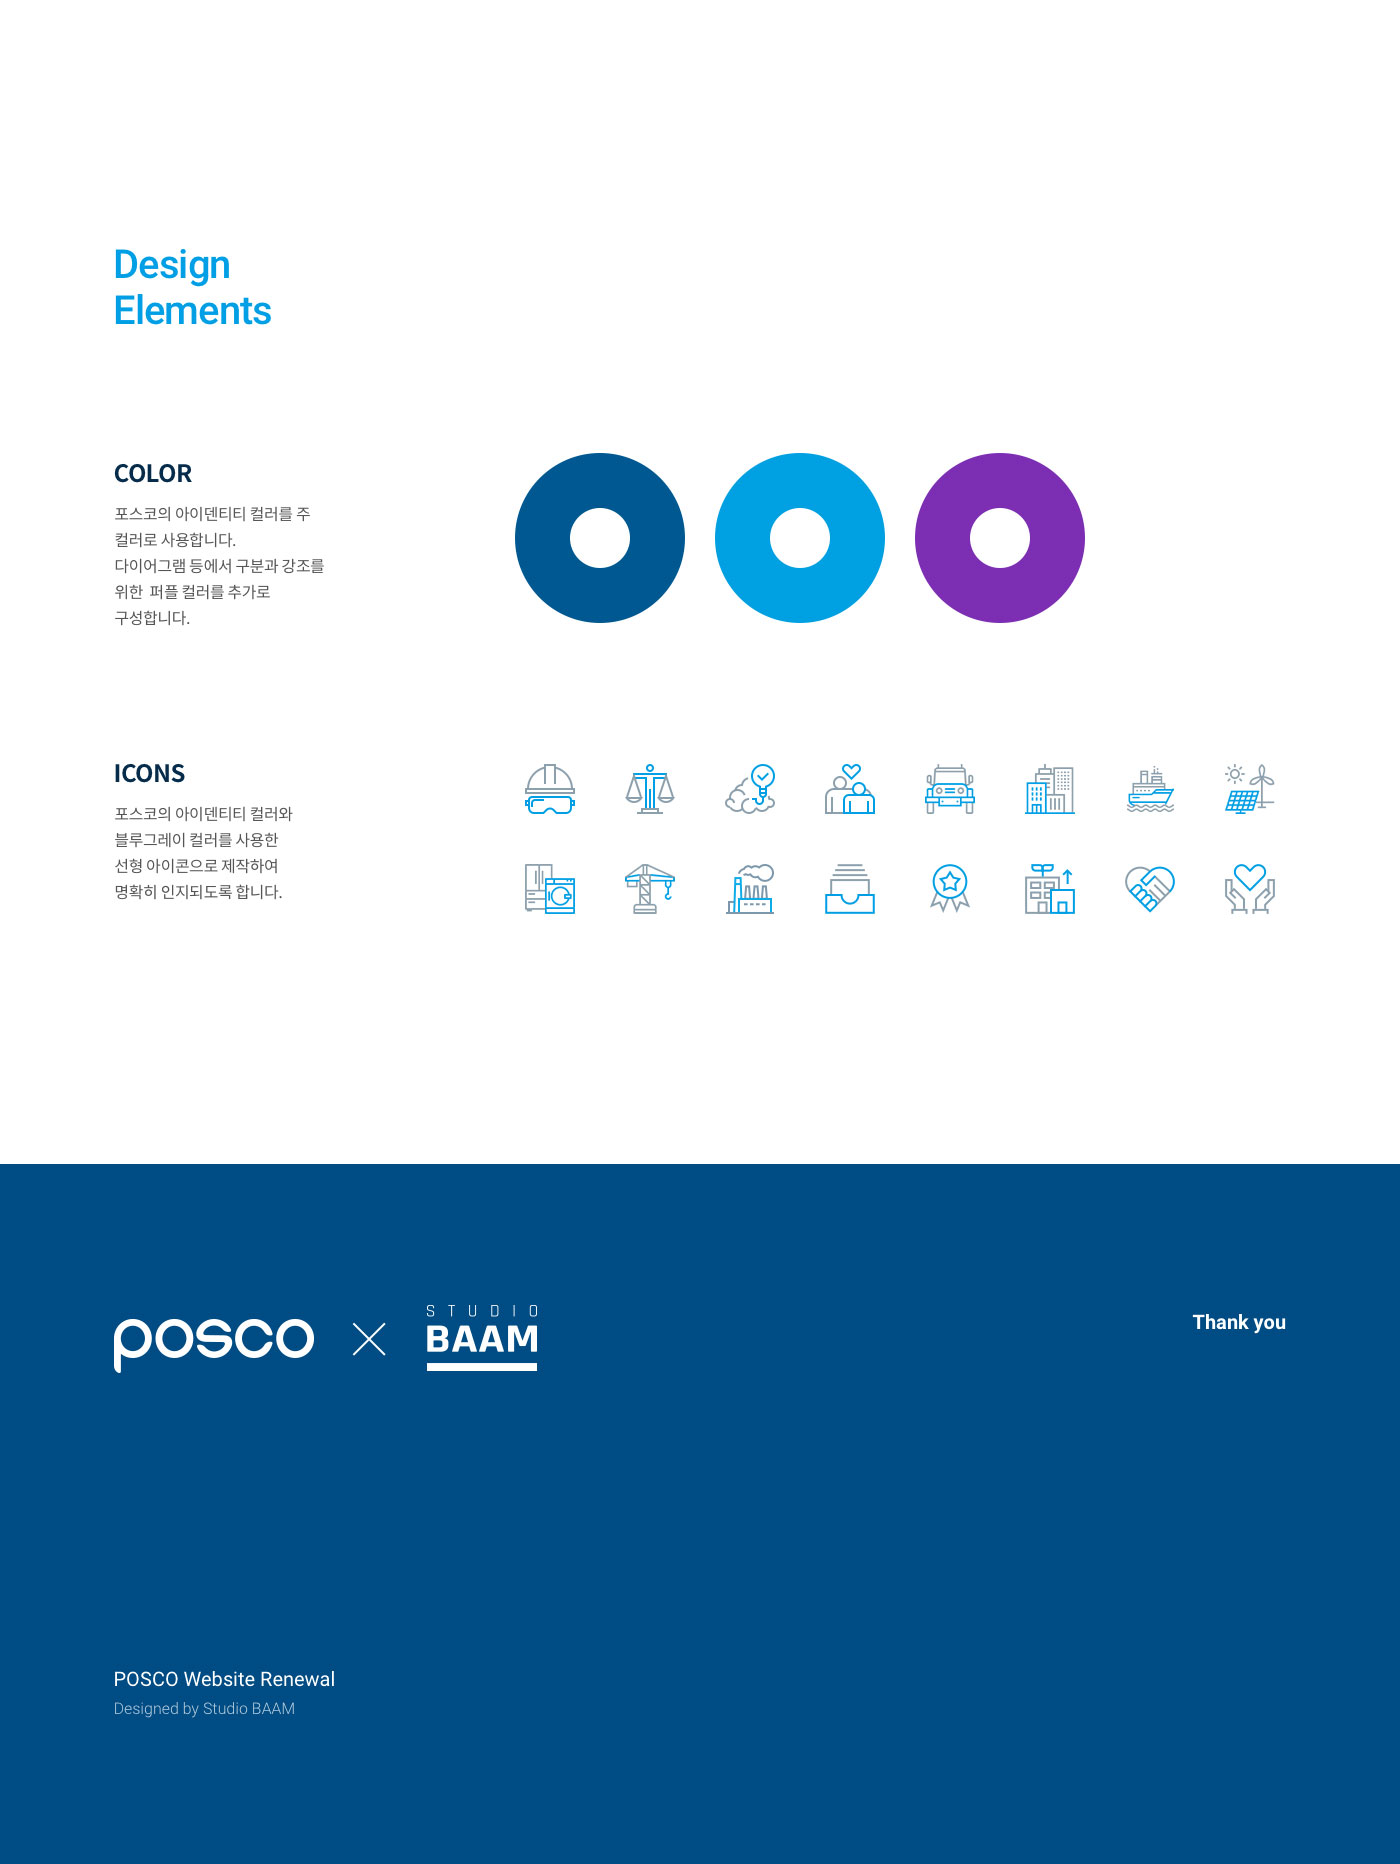 Design
Elements
COLOR
포스코의 아이덴티티 컬러를 주
컬러로 사용합니다.
다이어그램 등에서 구분과 강조를
위한 퍼플 컬러를 추가로
구성합니다.
ICONS
포스코의 아이덴티티 컬러와
블루그레이 컬러를 사용한
선형 아이콘으로 제작하여
명확히 인지되도록 합니다.
posco
STUDIO
BAAM
Thank you
POSCO Website Renewal
Designed by Studio BAAM